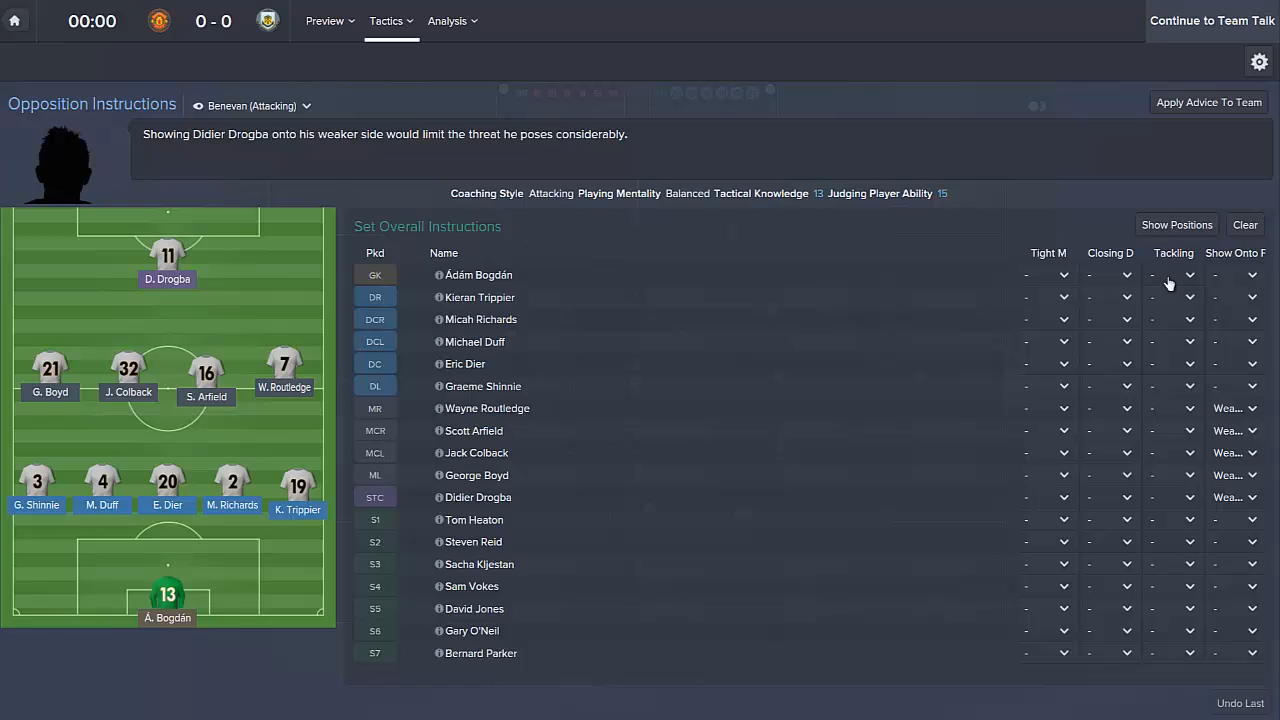 00:00 0 - 0 Preview Tactics Analysis Continue to Team Talk
Opposition Instructions Benevan (Attacking) Apply Advice To Team
Showing Didier Drogba onto his weaker side would limit the threat he poses considerably.
Coaching Style Attacking Playing Mentality Balanced Tactical Knowledge 13 Judging Player Ability 15
Set Overall Instructions Show Positions Clear
Pkd Name Tight M Closing D Tackling Show Onto F
GK Ádám Bogdán - - - -
DR Kieran Trippier - - - -
DCR Micah Richards - - - -
DCL Michael Duff - - - -
DC Eric Dier - - - -
DL Graeme Shinnie - - - -
MR Wayne Routledge - - - Wea...
MCR Scott Arfield - - - Wea...
MCL Jack Colback - - - Wea...
ML George Boyd - - - Wea...
STC Didier Drogba - - - Wea...
S1 Tom Heaton - - - -
S2 Steven Reid - - - -
S3 Sacha Kljestan - - - -
S4 Sam Vokes - - - -
S5 David Jones - - - -
S6 Gary O'Neil - - - -
S7 Bernard Parker - - - -
11
D. Drogba
21 32 16 7
G. Boyd J. Colback S. Arfield W. Routledge
3 4 20 2 19
G. Shinnie M. Duff E. Dier M. Richards K. Trippier
13
Á. Bogdán
Undo Last